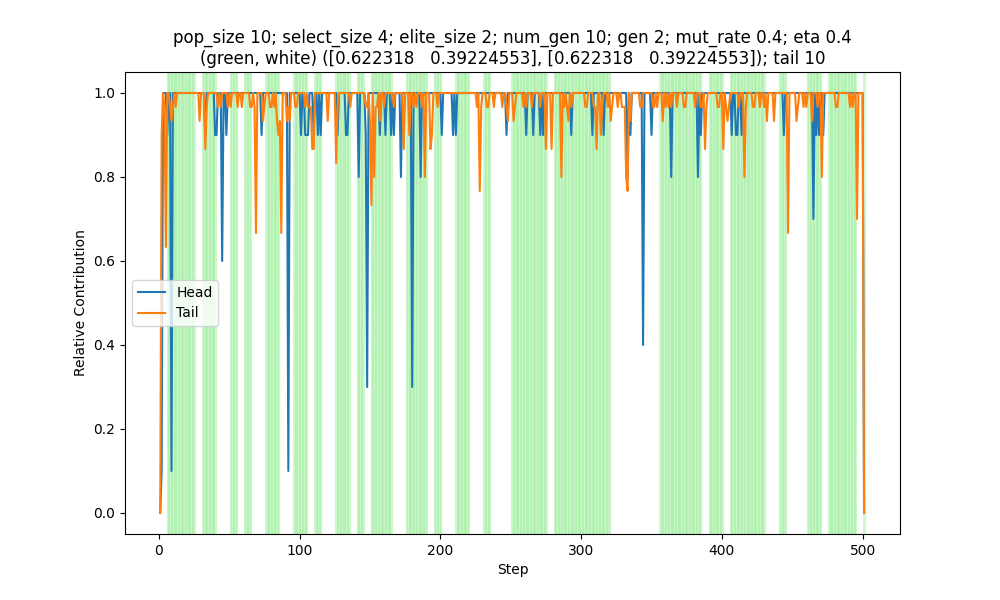 pop_size 10; select_size 4; elite_size 2; num_gen 10; gen 2; mut_rate 0.4; eta 0.4
(green, white) ([0.622318   0.39224553], [0.622318   0.39224553]); tail 10
1.0
0.8
0.6
0.4
0.2
0.0
Relative Contribution
Head
Tail
0
100
200
300
400
500
Step